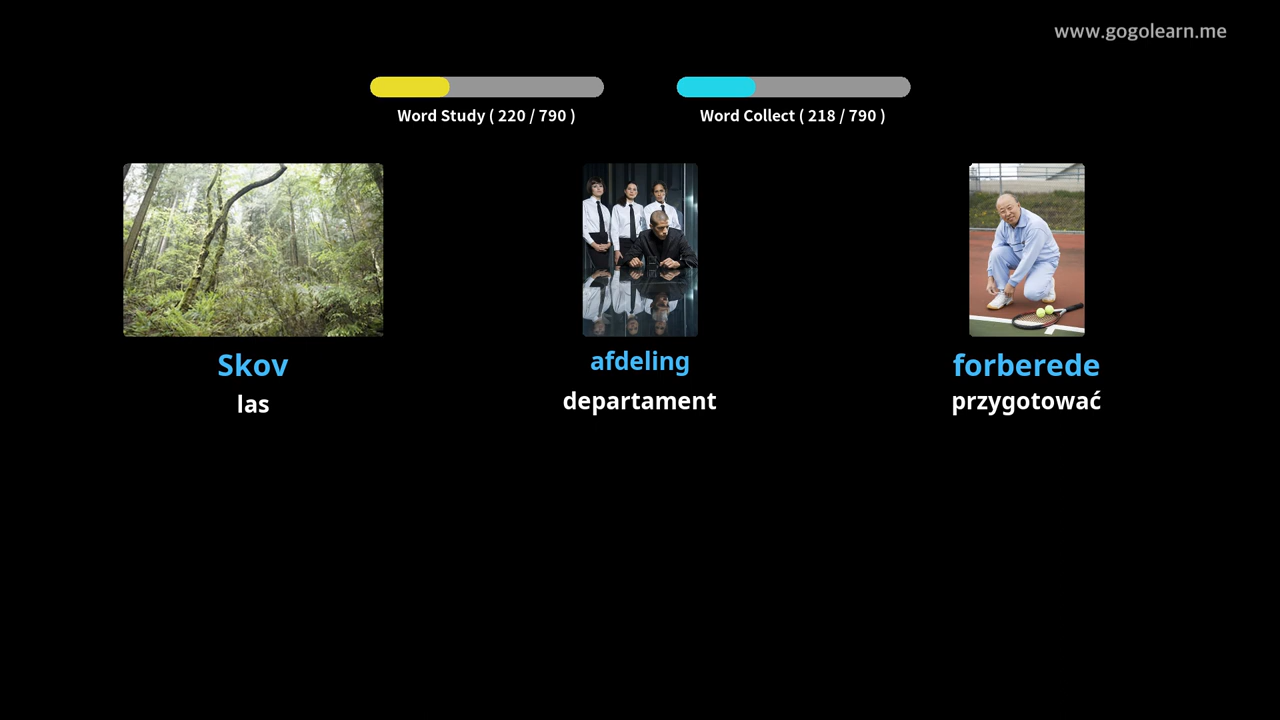 www.gogolearn.me
Word Study ( 220 / 790 )
Word Collect ( 218 / 790 )
Skov
las
afdeling
departament
forberede
przygotować